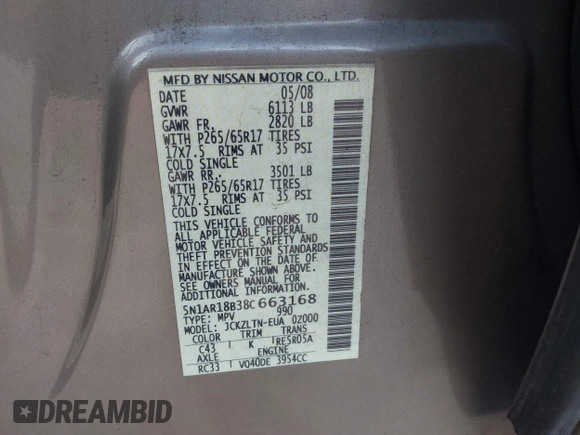 MFD BY NISSAN MOTOR CO., LTD.
DATE 05/08
GVWR 6113 LB
GAWR FR. 2820 LB
WITH P265/65R17 TIRES
17X7.5 RIMS AT 35 PSI
COLD SINGLE
GAWR RR. 3501 LB
WITH P265/65R17 TIRES
17X7.5 RIMS AT 35 PSI
COLD SINGLE
THIS VEHICLE CONFORMS TO
ALL APPLICABLE FEDERAL
MOTOR VEHICLE SAFETY AND
THEFT PREVENTION STANDARDS
IN EFFECT ON THE DATE OF
MANUFACTURE SHOWN ABOVE.
SEE OWNERS MANUAL FOR
ADDITIONAL INFORMATION.
5N1AR18B38C663168
TYPE: MPV 990
MODEL: JCKZLTN-EUA 0Z000
COLOR TRIM TRANS
C43 K RE5R05A
AXLE ENGINE
RC33 VQ40DE 3954CC
DREAMBID